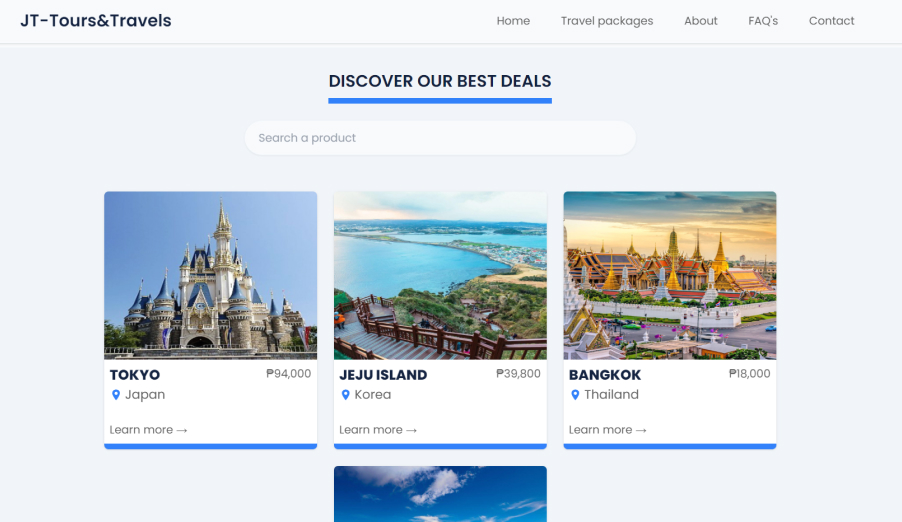 JT-Tours&Travels
Home Travel packages About FAQ's Contact
DISCOVER OUR BEST DEALS
Search a product
TOKYO ₱94,000
Japan
Learn more →
JEJU ISLAND ₱39,800
Korea
Learn more →
BANGKOK ₱18,000
Thailand
Learn more →